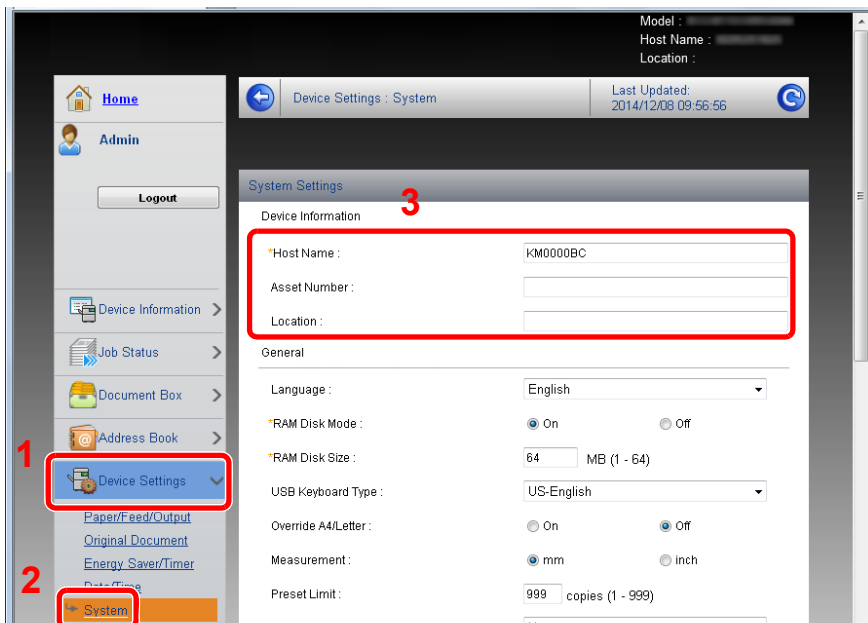 Model :
Host Name :
Location :
Home
Admin
Logout
Device Information
Job Status
Document Box
Address Book
1
Device Settings
Paper/Feed/Output
Original Document
Energy Saver/Timer
Date/Time
2
System
Device Settings : System
Last Updated:
2014/12/08 09:56:56
System Settings
3
Device Information
*Host Name : KM0000BC
Asset Number :
Location :
General
Language : English
*RAM Disk Mode : On Off
*RAM Disk Size : 64 MB (1 - 64)
USB Keyboard Type : US-English
Override A4/Letter : On Off
Measurement : mm inch
Preset Limit : 999 copies (1 - 999)